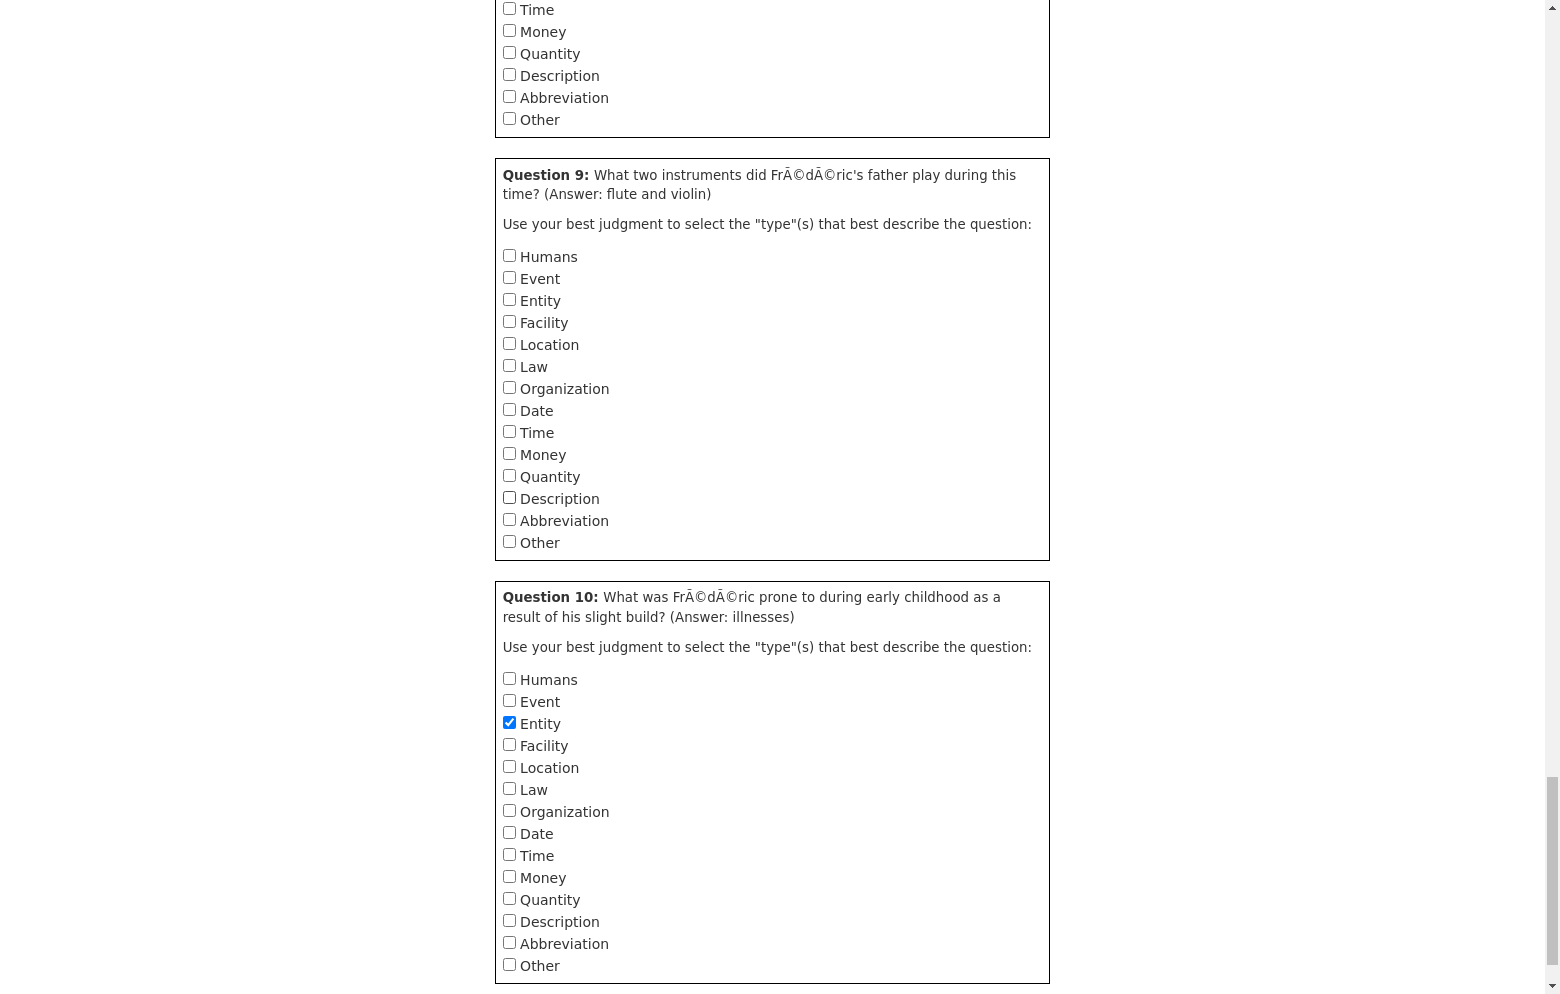 Time
Money
Quantity
Description
Abbreviation
Other
Question 9: What two instruments did FrÃ©dÃ©ric's father play during this
time? (Answer: flute and violin)
Use your best judgment to select the "type"(s) that best describe the question:
Humans
Event
Entity
Facility
Location
Law
Organization
Date
Time
Money
Quantity
Description
Abbreviation
Other
Question 10: What was FrÃ©dÃ©ric prone to during early childhood as a
result of his slight build? (Answer: illnesses)
Use your best judgment to select the "type"(s) that best describe the question:
Humans
Event
Entity
Facility
Location
Law
Organization
Date
Time
Money
Quantity
Description
Abbreviation
Other